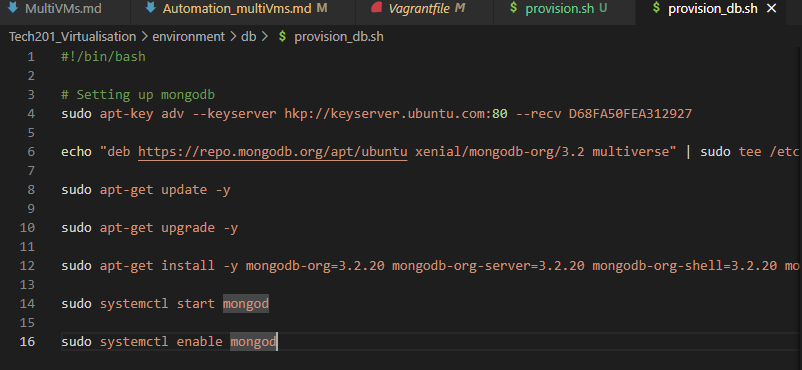 MultiVMs.md Automation_multiVms.md M Vagrantfile M $ provision.sh U $ provision_db.sh ×
Tech201_Virtualisation > environment > db > $ provision_db.sh
1 #!/bin/bash
2
3 # Setting up mongodb
4 sudo apt-key adv --keyserver hkp://keyserver.ubuntu.com:80 --recv D68FA50FEA312927
5
6 echo "deb https://repo.mongodb.org/apt/ubuntu xenial/mongodb-org/3.2 multiverse" | sudo tee /etc
7
8 sudo apt-get update -y
9
10 sudo apt-get upgrade -y
11
12 sudo apt-get install -y mongodb-org=3.2.20 mongodb-org-server=3.2.20 mongodb-org-shell=3.2.20 mo
13
14 sudo systemctl start mongod
15
16 sudo systemctl enable mongod